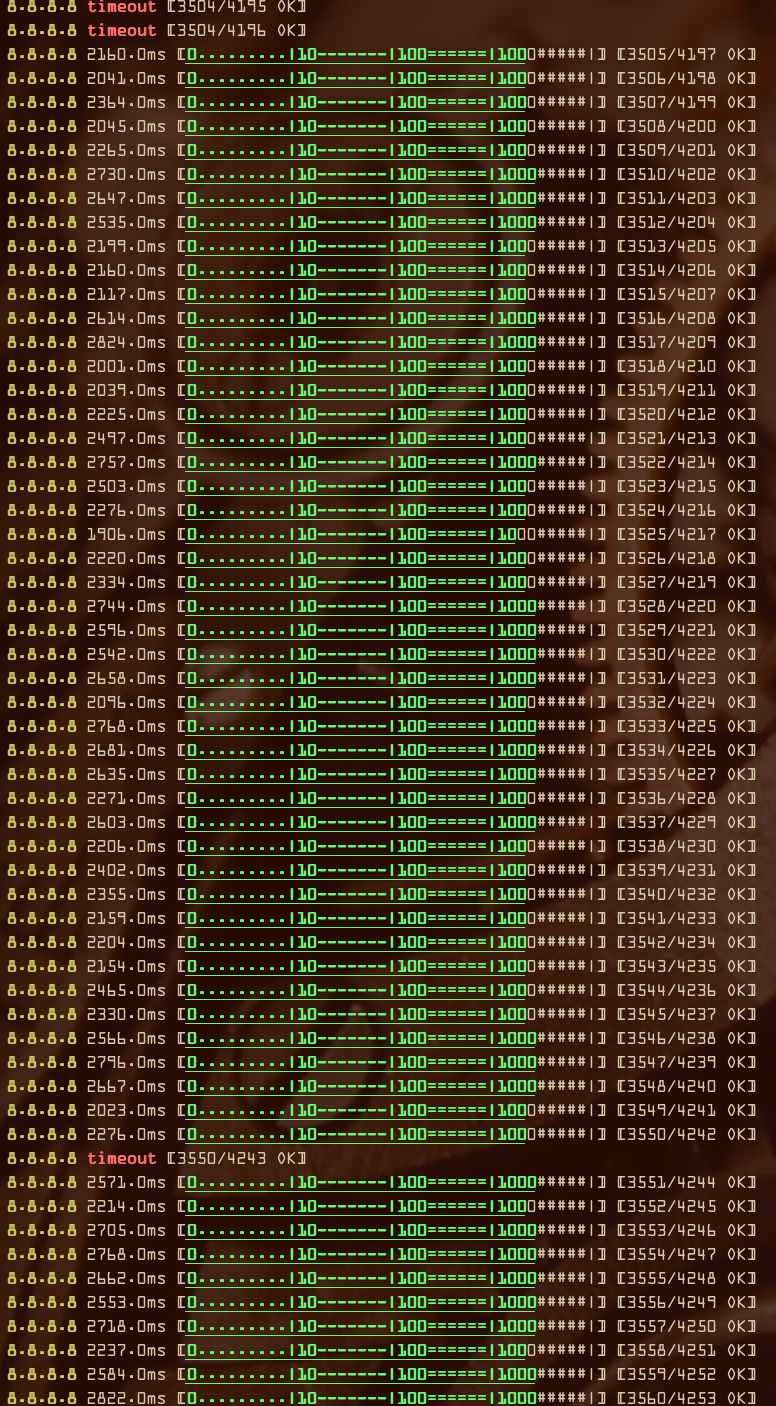 8.8.8.8 timeout [3504/4195 OK]
8.8.8.8 timeout [3504/4196 OK]
8.8.8.8 2160.0ms [0.........|10-------|100======|1000#####|] [3505/4197 OK]
8.8.8.8 2041.0ms [0.........|10-------|100======|1000#####|] [3506/4198 OK]
8.8.8.8 2364.0ms [0.........|10-------|100======|1000#####|] [3507/4199 OK]
8.8.8.8 2045.0ms [0.........|10-------|100======|1000#####|] [3508/4200 OK]
8.8.8.8 2265.0ms [0.........|10-------|100======|1000#####|] [3509/4201 OK]
8.8.8.8 2730.0ms [0.........|10-------|100======|1000#####|] [3510/4202 OK]
8.8.8.8 2647.0ms [0.........|10-------|100======|1000#####|] [3511/4203 OK]
8.8.8.8 2535.0ms [0.........|10-------|100======|1000#####|] [3512/4204 OK]
8.8.8.8 2199.0ms [0.........|10-------|100======|1000#####|] [3513/4205 OK]
8.8.8.8 2160.0ms [0.........|10-------|100======|1000#####|] [3514/4206 OK]
8.8.8.8 2117.0ms [0.........|10-------|100======|1000#####|] [3515/4207 OK]
8.8.8.8 2614.0ms [0.........|10-------|100======|1000#####|] [3516/4208 OK]
8.8.8.8 2824.0ms [0.........|10-------|100======|1000#####|] [3517/4209 OK]
8.8.8.8 2001.0ms [0.........|10-------|100======|1000#####|] [3518/4210 OK]
8.8.8.8 2039.0ms [0.........|10-------|100======|1000#####|] [3519/4211 OK]
8.8.8.8 2225.0ms [0.........|10-------|100======|1000#####|] [3520/4212 OK]
8.8.8.8 2497.0ms [0.........|10-------|100======|1000#####|] [3521/4213 OK]
8.8.8.8 2757.0ms [0.........|10-------|100======|1000#####|] [3522/4214 OK]
8.8.8.8 2503.0ms [0.........|10-------|100======|1000#####|] [3523/4215 OK]
8.8.8.8 2276.0ms [0.........|10-------|100======|1000#####|] [3524/4216 OK]
8.8.8.8 1906.0ms [0.........|10-------|100======|1000#####|] [3525/4217 OK]
8.8.8.8 2220.0ms [0.........|10-------|100======|1000#####|] [3526/4218 OK]
8.8.8.8 2334.0ms [0.........|10-------|100======|1000#####|] [3527/4219 OK]
8.8.8.8 2744.0ms [0.........|10-------|100======|1000#####|] [3528/4220 OK]
8.8.8.8 2596.0ms [0.........|10-------|100======|1000#####|] [3529/4221 OK]
8.8.8.8 2542.0ms [0.........|10-------|100======|1000#####|] [3530/4222 OK]
8.8.8.8 2658.0ms [0.........|10-------|100======|1000#####|] [3531/4223 OK]
8.8.8.8 2096.0ms [0.........|10-------|100======|1000#####|] [3532/4224 OK]
8.8.8.8 2768.0ms [0.........|10-------|100======|1000#####|] [3533/4225 OK]
8.8.8.8 2681.0ms [0.........|10-------|100======|1000#####|] [3534/4226 OK]
8.8.8.8 2635.0ms [0.........|10-------|100======|1000#####|] [3535/4227 OK]
8.8.8.8 2271.0ms [0.........|10-------|100======|1000#####|] [3536/4228 OK]
8.8.8.8 2603.0ms [0.........|10-------|100======|1000#####|] [3537/4229 OK]
8.8.8.8 2206.0ms [0.........|10-------|100======|1000#####|] [3538/4230 OK]
8.8.8.8 2402.0ms [0.........|10-------|100======|1000#####|] [3539/4231 OK]
8.8.8.8 2355.0ms [0.........|10-------|100======|1000#####|] [3540/4232 OK]
8.8.8.8 2159.0ms [0.........|10-------|100======|1000#####|] [3541/4233 OK]
8.8.8.8 2204.0ms [0.........|10-------|100======|1000#####|] [3542/4234 OK]
8.8.8.8 2154.0ms [0.........|10-------|100======|1000#####|] [3543/4235 OK]
8.8.8.8 2465.0ms [0.........|10-------|100======|1000#####|] [3544/4236 OK]
8.8.8.8 2330.0ms [0.........|10-------|100======|1000#####|] [3545/4237 OK]
8.8.8.8 2566.0ms [0.........|10-------|100======|1000#####|] [3546/4238 OK]
8.8.8.8 2796.0ms [0.........|10-------|100======|1000#####|] [3547/4239 OK]
8.8.8.8 2667.0ms [0.........|10-------|100======|1000#####|] [3548/4240 OK]
8.8.8.8 2023.0ms [0.........|10-------|100======|1000#####|] [3549/4241 OK]
8.8.8.8 2276.0ms [0.........|10-------|100======|1000#####|] [3550/4242 OK]
8.8.8.8 timeout [3550/4243 OK]
8.8.8.8 2571.0ms [0.........|10-------|100======|1000#####|] [3551/4244 OK]
8.8.8.8 2214.0ms [0.........|10-------|100======|1000#####|] [3552/4245 OK]
8.8.8.8 2705.0ms [0.........|10-------|100======|1000#####|] [3553/4246 OK]
8.8.8.8 2768.0ms [0.........|10-------|100======|1000#####|] [3554/4247 OK]
8.8.8.8 2662.0ms [0.........|10-------|100======|1000#####|] [3555/4248 OK]
8.8.8.8 2553.0ms [0.........|10-------|100======|1000#####|] [3556/4249 OK]
8.8.8.8 2718.0ms [0.........|10-------|100======|1000#####|] [3557/4250 OK]
8.8.8.8 2237.0ms [0.........|10-------|100======|1000#####|] [3558/4251 OK]
8.8.8.8 2584.0ms [0.........|10-------|100======|1000#####|] [3559/4252 OK]
8.8.8.8 2822.0ms [0.........|10-------|100======|1000#####|] [3560/4253 OK]